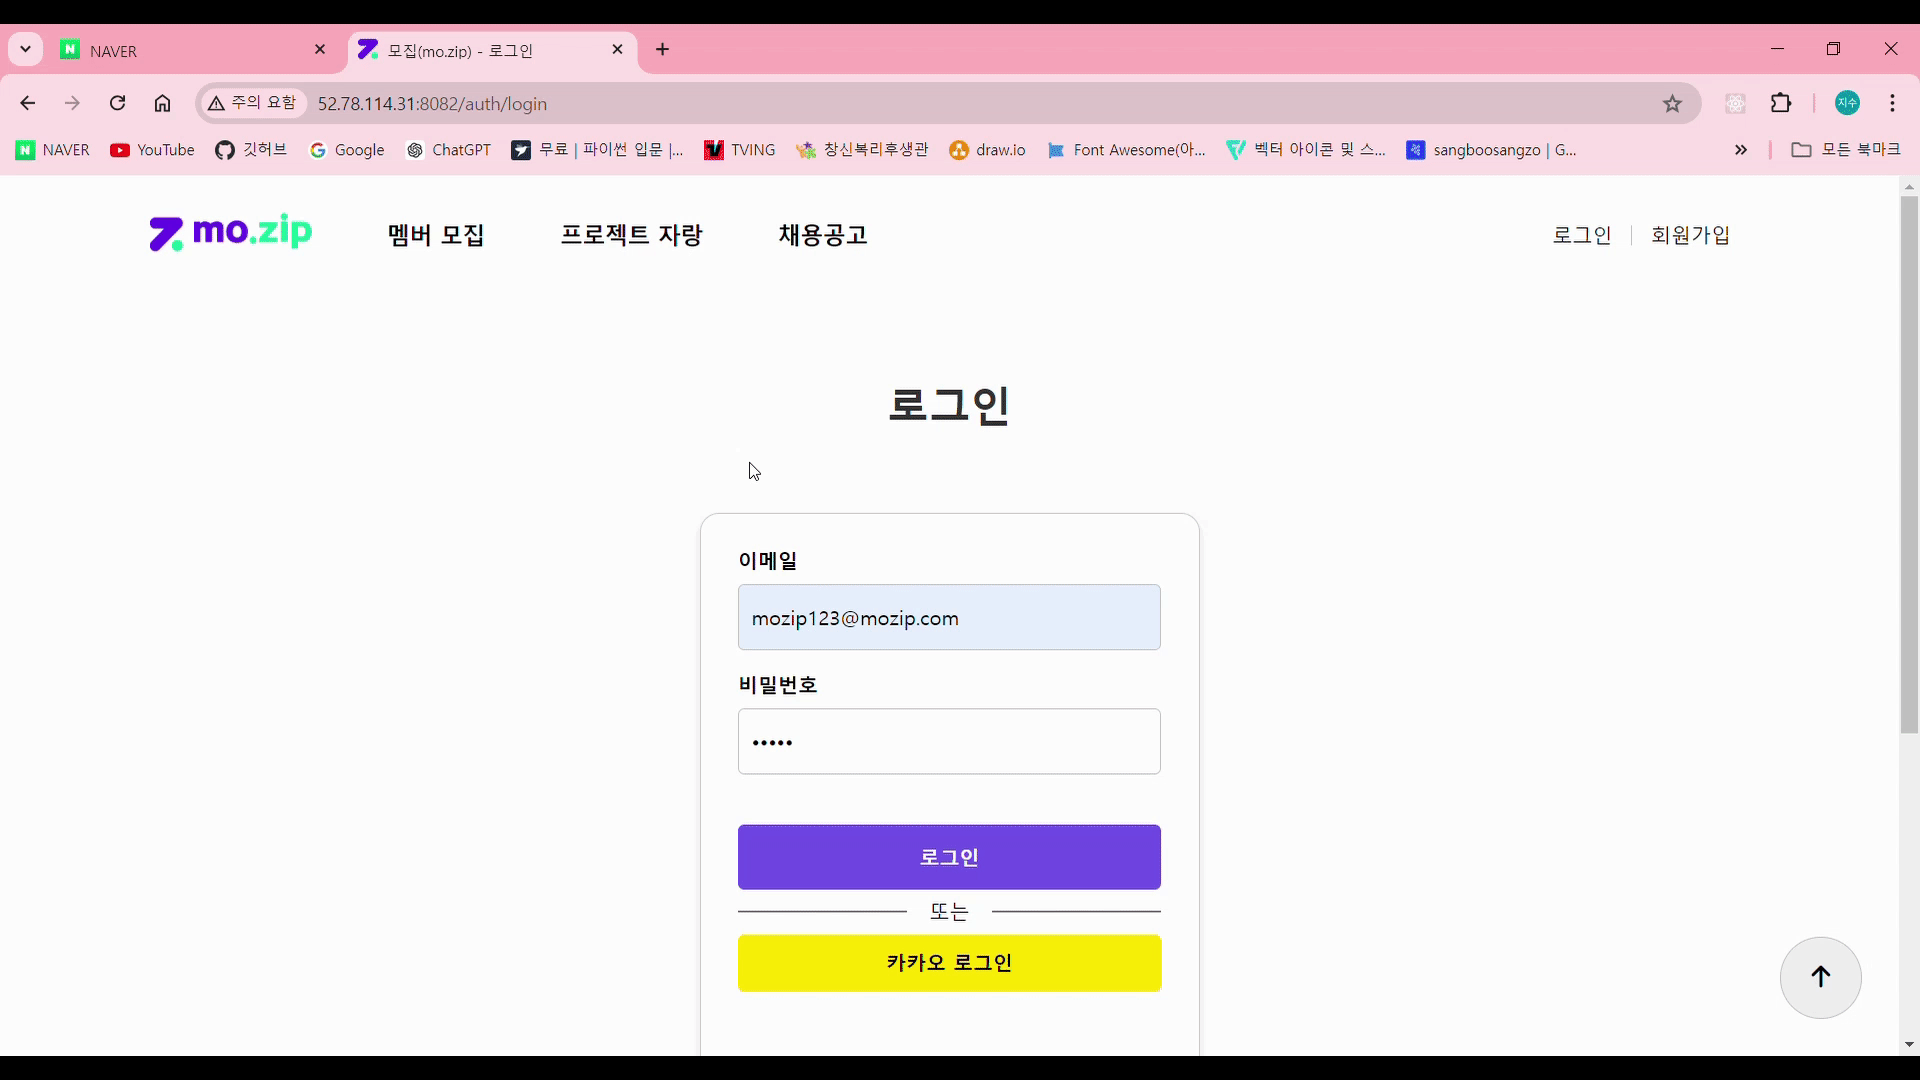 NAVER
모집(mo.zip) - 로그인
주의 요함 52.78.114.31:8082/auth/login
지수
NAVER YouTube 깃허브 Google ChatGPT 무료 | 파이썬 입문 |... TVING 창신복리후생관 draw.io Font Awesome(아... 벡터 아이콘 및 스... sangboosangzo | G... 모든 북마크
mo.zip 멤버 모집 프로젝트 자랑 채용공고 로그인 회원가입
로그인
이메일
mozip123@mozip.com
비밀번호
•••••
로그인
또는
카카오 로그인